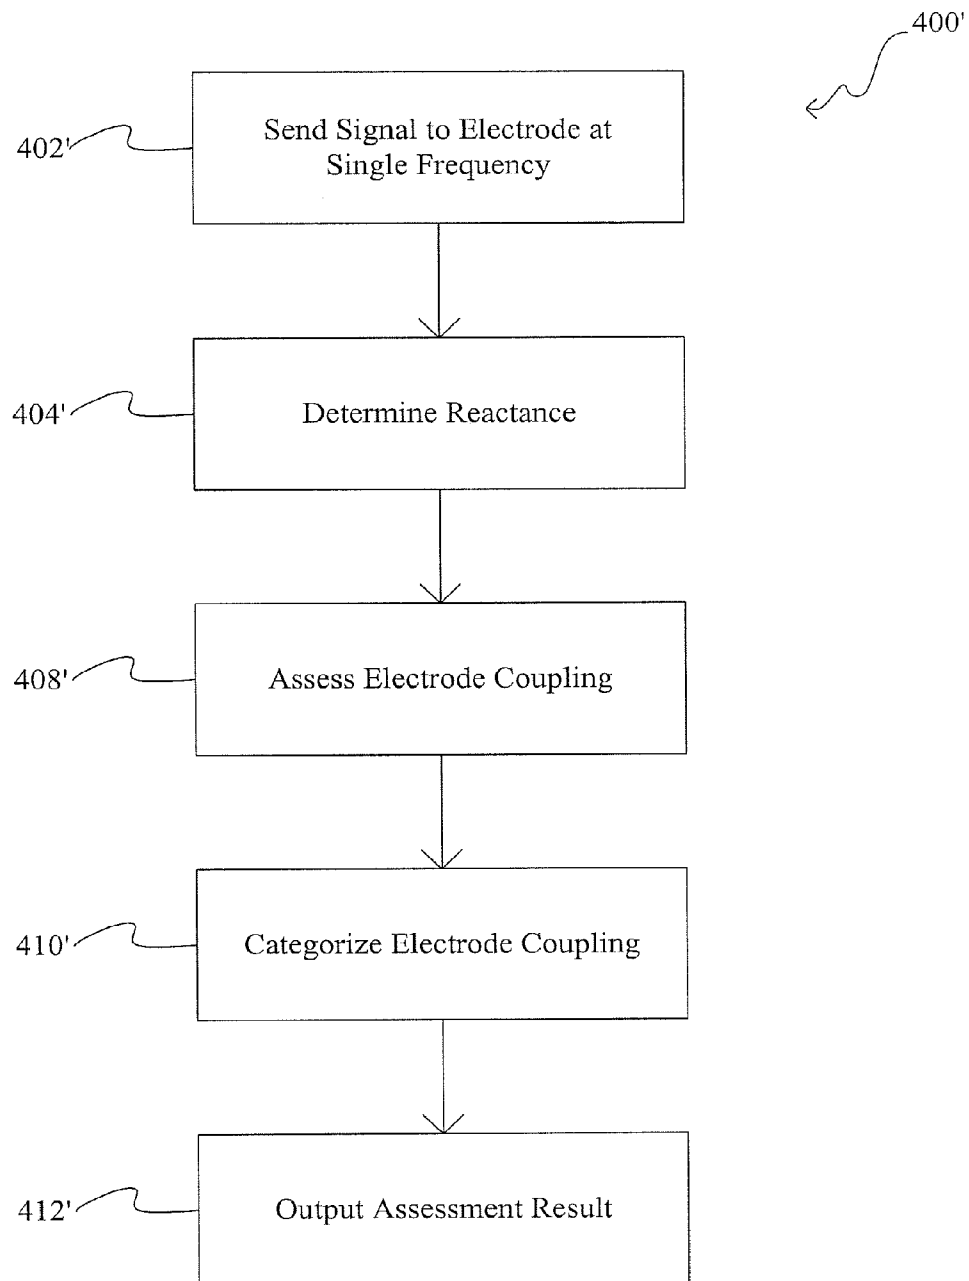 400'
402'
Send Signal to Electrode at
Single Frequency
404'
Determine Reactance
408'
Assess Electrode Coupling
410'
Categorize Electrode Coupling
412'
Output Assessment Result